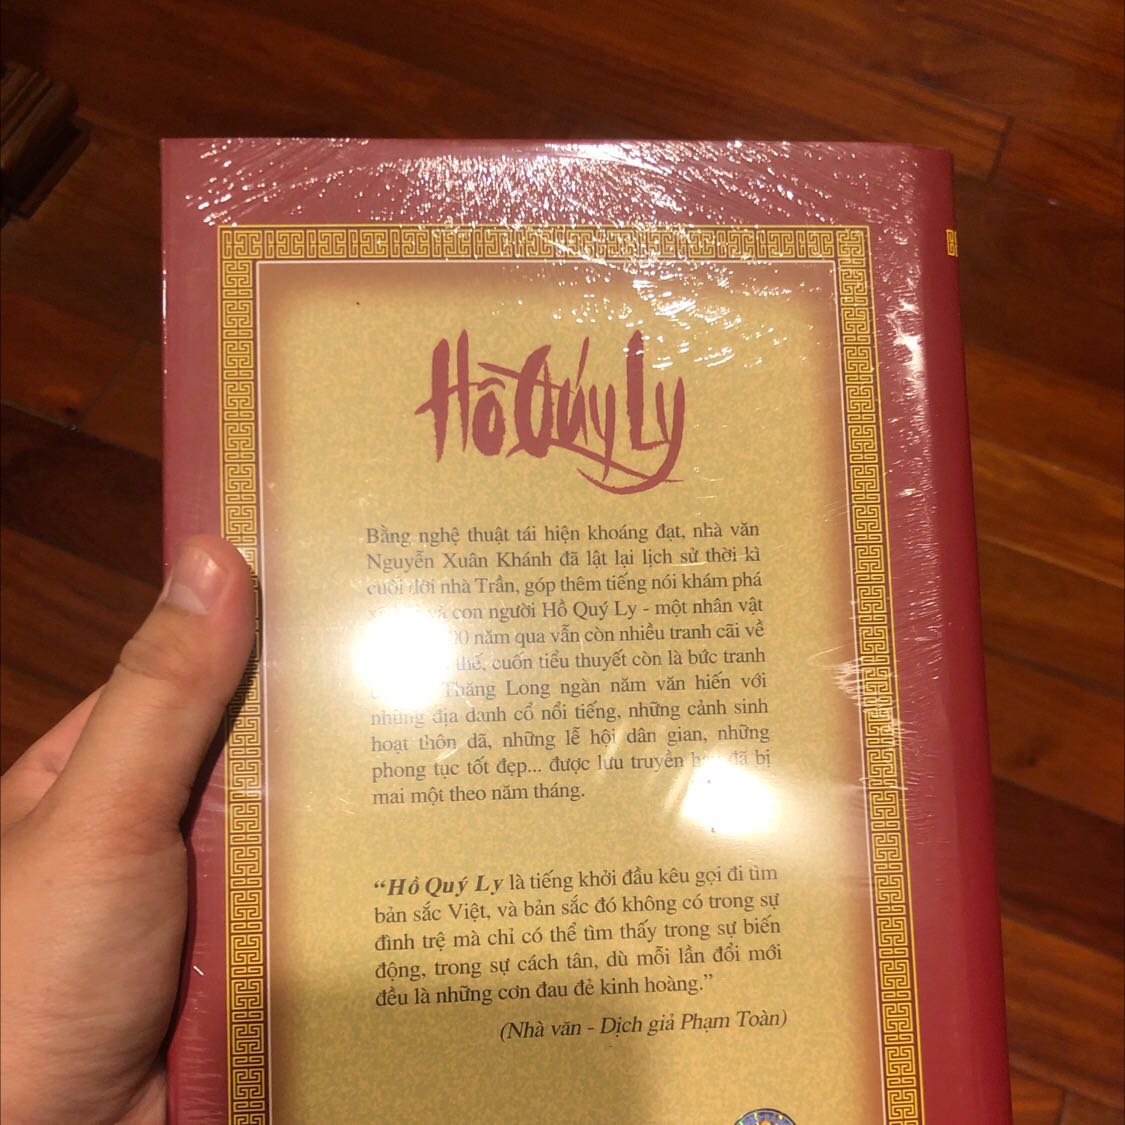 Hồ Quý Ly
Bằng nghệ thuật tái hiện khoáng đạt, nhà văn
Nguyễn Xuân Khánh đã lật lại lịch sử thời kì
cuối đời nhà Trần, góp thêm tiếng nói khám phá
con người Hồ Quý Ly - một nhân vật
năm qua vẫn còn nhiều tranh cãi về
thế, cuốn tiểu thuyết còn là bức tranh
Thăng Long ngàn năm văn hiến với
những địa danh cổ nổi tiếng, những cảnh sinh
hoạt thôn dã, những lễ hội dân gian, những
phong tục tốt đẹp... được lưu truyền đã bị
mai một theo năm tháng.
“Hồ Quý Ly là tiếng khởi đầu kêu gọi đi tìm
bản sắc Việt, và bản sắc đó không có trong sự
đình trệ mà chỉ có thể tìm thấy trong sự biến
động, trong sự cách tân, dù mỗi lần đổi mới
đều là những cơn đau đẻ kinh hoàng.”
(Nhà văn - Dịch giả Phạm Toàn)